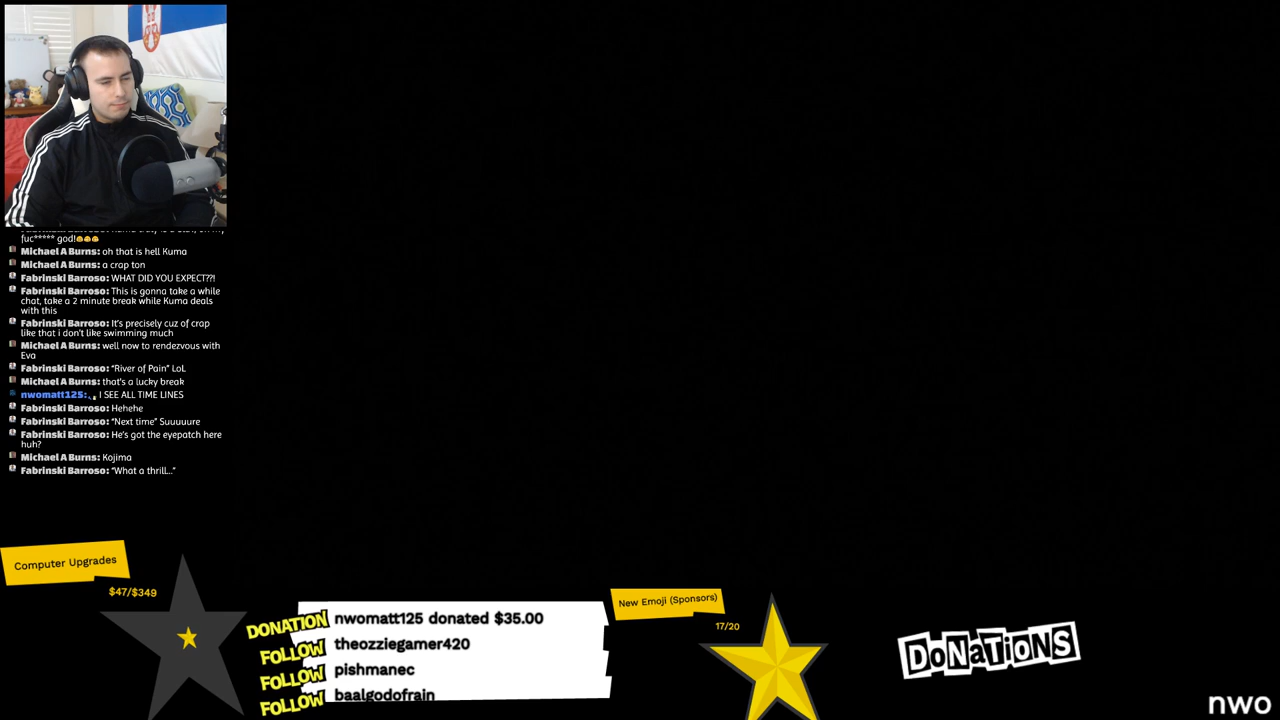 fuc***** god!
Michael A Burns: oh that is hell Kuma
Michael A Burns: a crap ton
Fabrinski Barroso: WHAT DID YOU EXPECT??!
Fabrinski Barroso: This is gonna take a while
chat, take a 2 minute break while Kuma deals
with this
Fabrinski Barroso: It's precisely cuz of crap
like that i don't like swimming much
Michael A Burns: well now to rendezvous with
Eva
Fabrinski Barroso: "River of Pain" LoL
Michael A Burns: that's a lucky break
nwomatt125: I SEE ALL TIME LINES
Fabrinski Barroso: Hehehe
Fabrinski Barroso: "Next time" Suuuuure
Fabrinski Barroso: He's got the eyepatch here
huh?
Michael A Burns: Kojima
Fabrinski Barroso: "What a thrill..."
Computer Upgrades
$47/$349
DONATION nwomatt125 donated $35.00
FOLLOW theozziegamer420
FOLLOW pishmanec
FOLLOW baalgodofrain
New Emoji (Sponsors)
17/20
DoNaTiONS
nwo